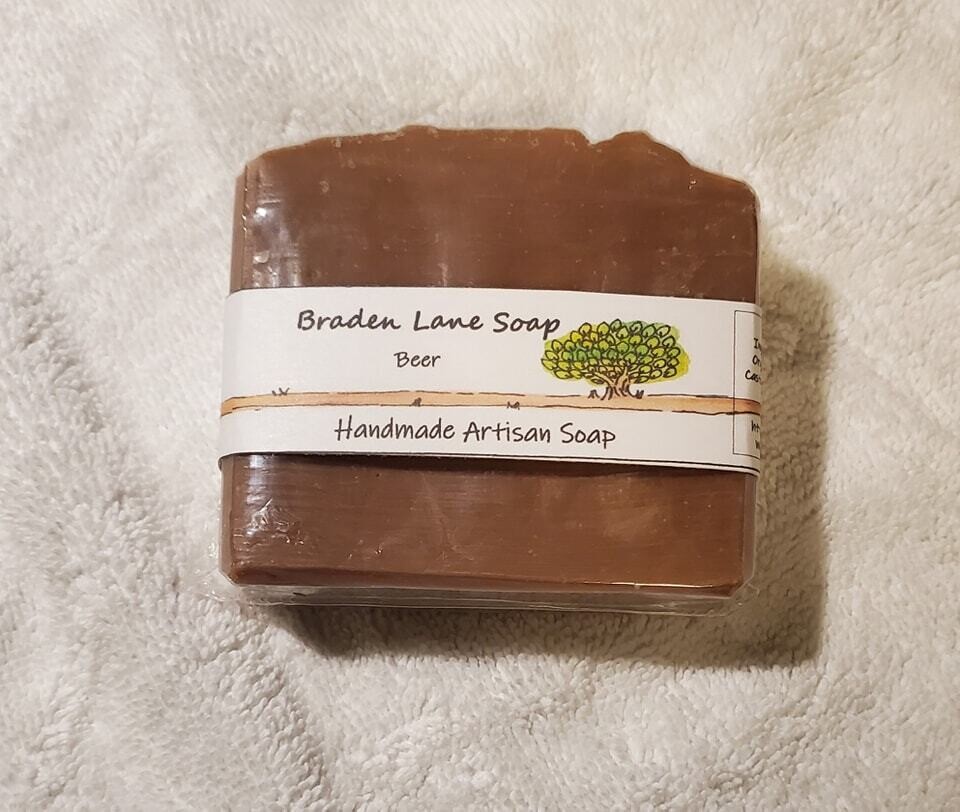 Braden Lane Soap
Beer
Handmade Artisan Soap